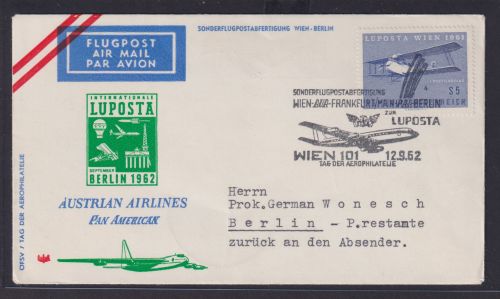 SONDERFLUGPOSTABFERTIGUNG WIEN-BERLIN
FLUGPOST
AIR MAIL
PAR AVION
LUPOSTA WIEN 1961
S5
SONDERFLUGPOSTABFERTIGUNG
WIEN-FRANKFURT/MAIN-BERLIN
ZUR
LUPOSTA
WIEN 101 12.9.62
TAG DER AEROPHILATELIE
INTERNATIONALE
LUPOSTA
SEPTEMBER
BERLIN 1962
AUSTRIAN AIRLINES
PAN AMERICAN
Herrn
Prok.German Wonesch
Berlin - P.restante
zurück an den Absender.
ÖFSV / TAG DER AEROPHILATELIE